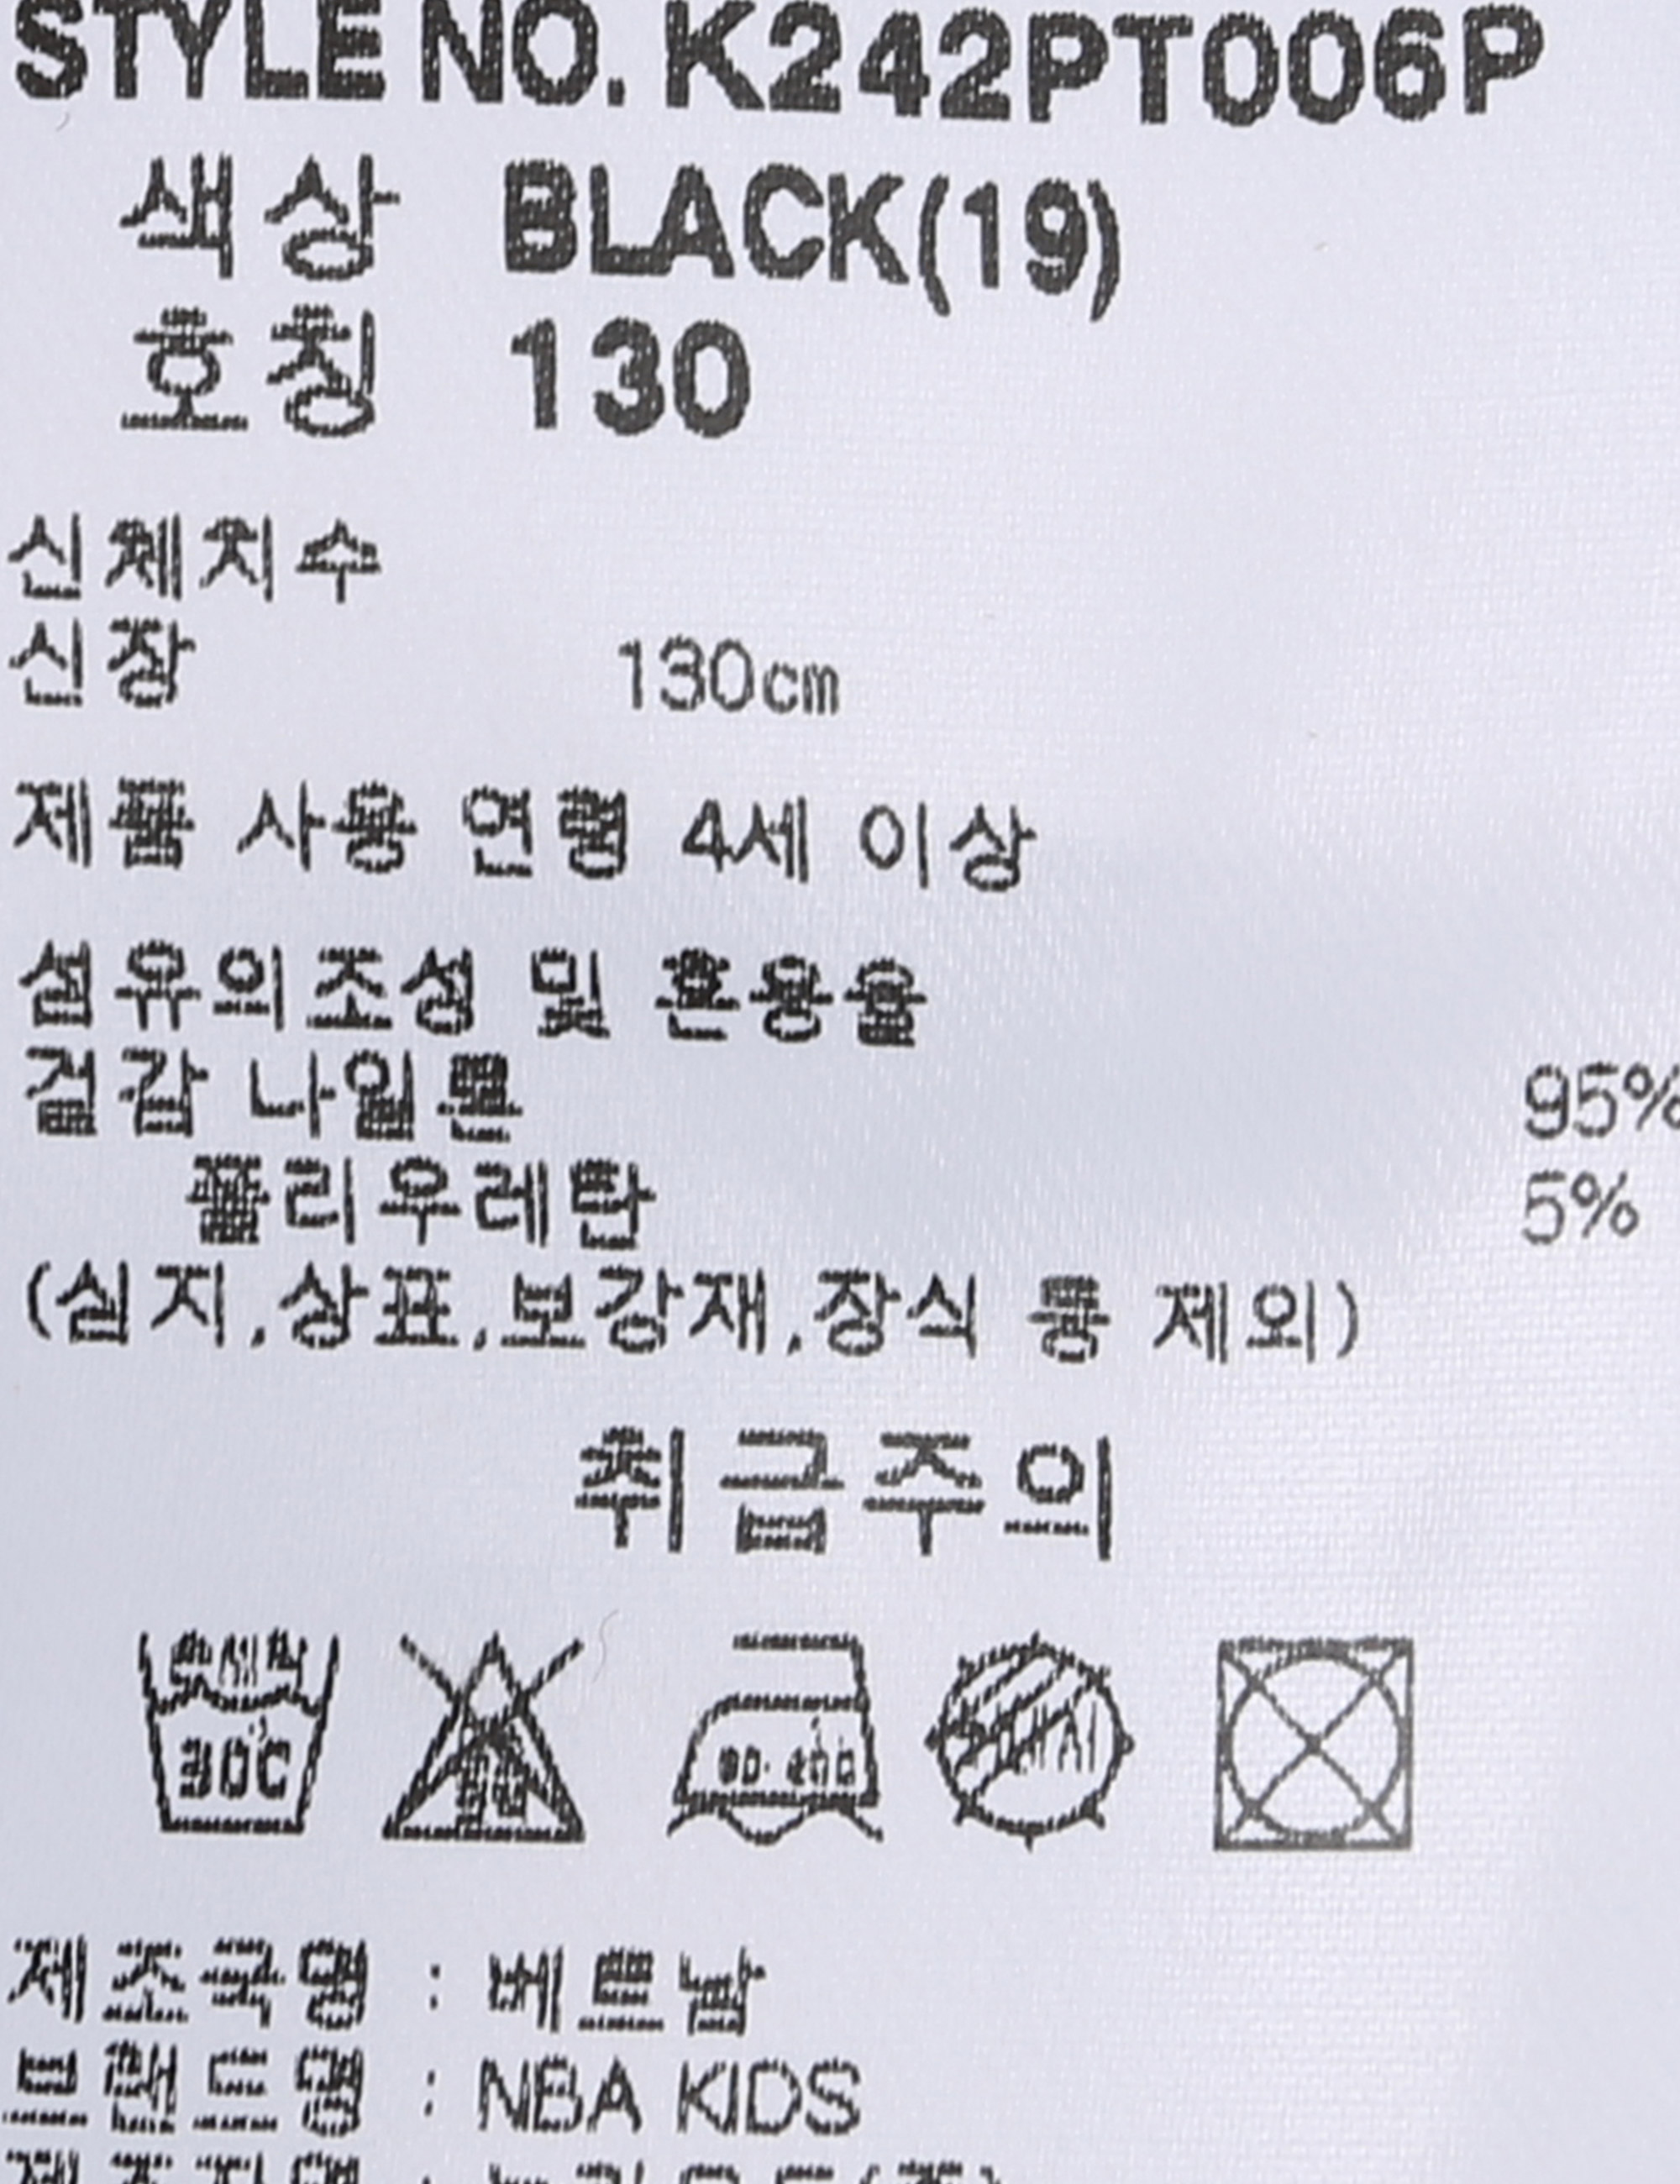 STYLE NO. K242PT006P
색상 BLACK(19)
호칭 130
신체치수
신장 130cm
제품 사용 연령 4세 이상
섬유의조성 및 혼용율
겉감 나일론 95%
폴리우레탄 5%
(심지,상표,보강재,장식 등 제외)
취급주의
손세탁
30℃
제조국명 : 베트남
브랜드명 : NBA KIDS